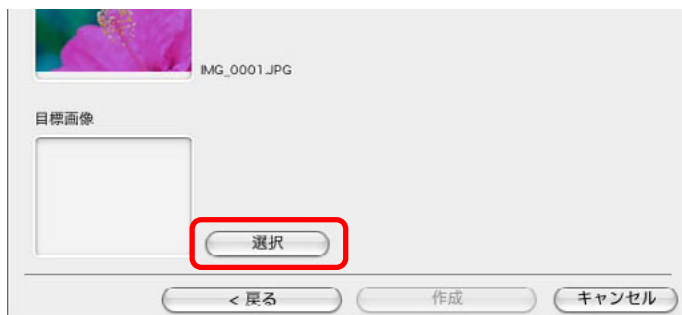 IMG_0001.JPG
目標画像
選択
< 戻る
作成
キャンセル